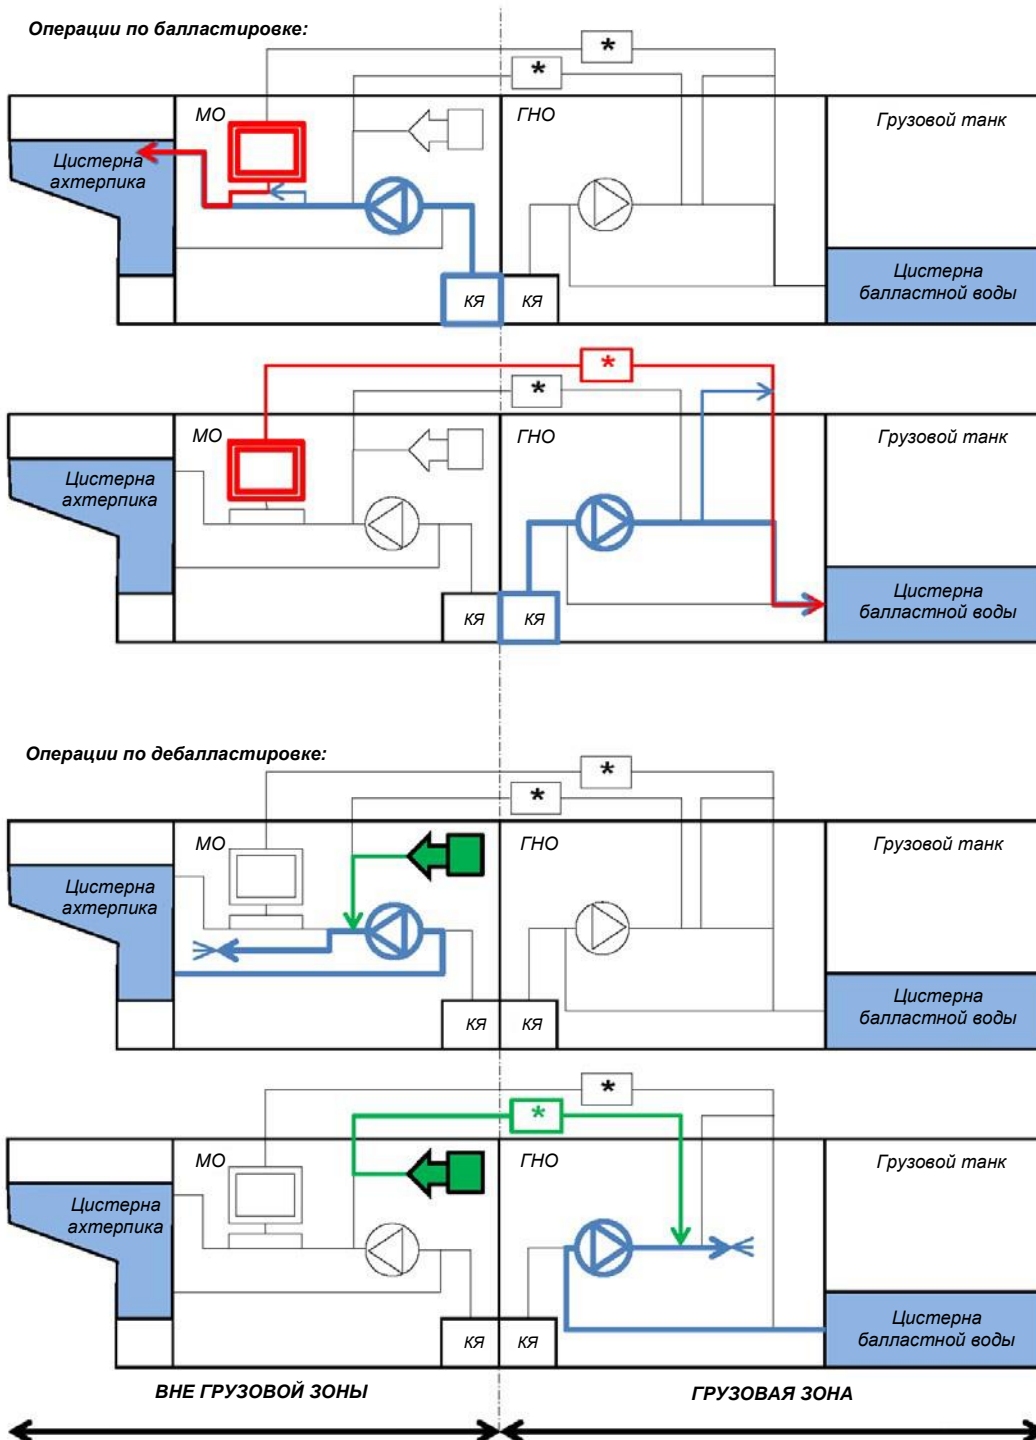 Операции по балластировке:
*
*
МО
ГНО
Грузовой танк
Цистерна
ахтерпика
Цистерна
балластной воды
КЯ
КЯ
*
*
МО
ГНО
Грузовой танк
Цистерна
ахтерпика
Цистерна
балластной воды
КЯ
КЯ
Операции по дебалластировке:
*
*
МО
ГНО
Грузовой танк
Цистерна
ахтерпика
Цистерна
балластной воды
КЯ
КЯ
*
*
МО
ГНО
Грузовой танк
Цистерна
ахтерпика
Цистерна
балластной воды
КЯ
КЯ
ВНЕ ГРУЗОВОЙ ЗОНЫ
ГРУЗОВАЯ ЗОНА